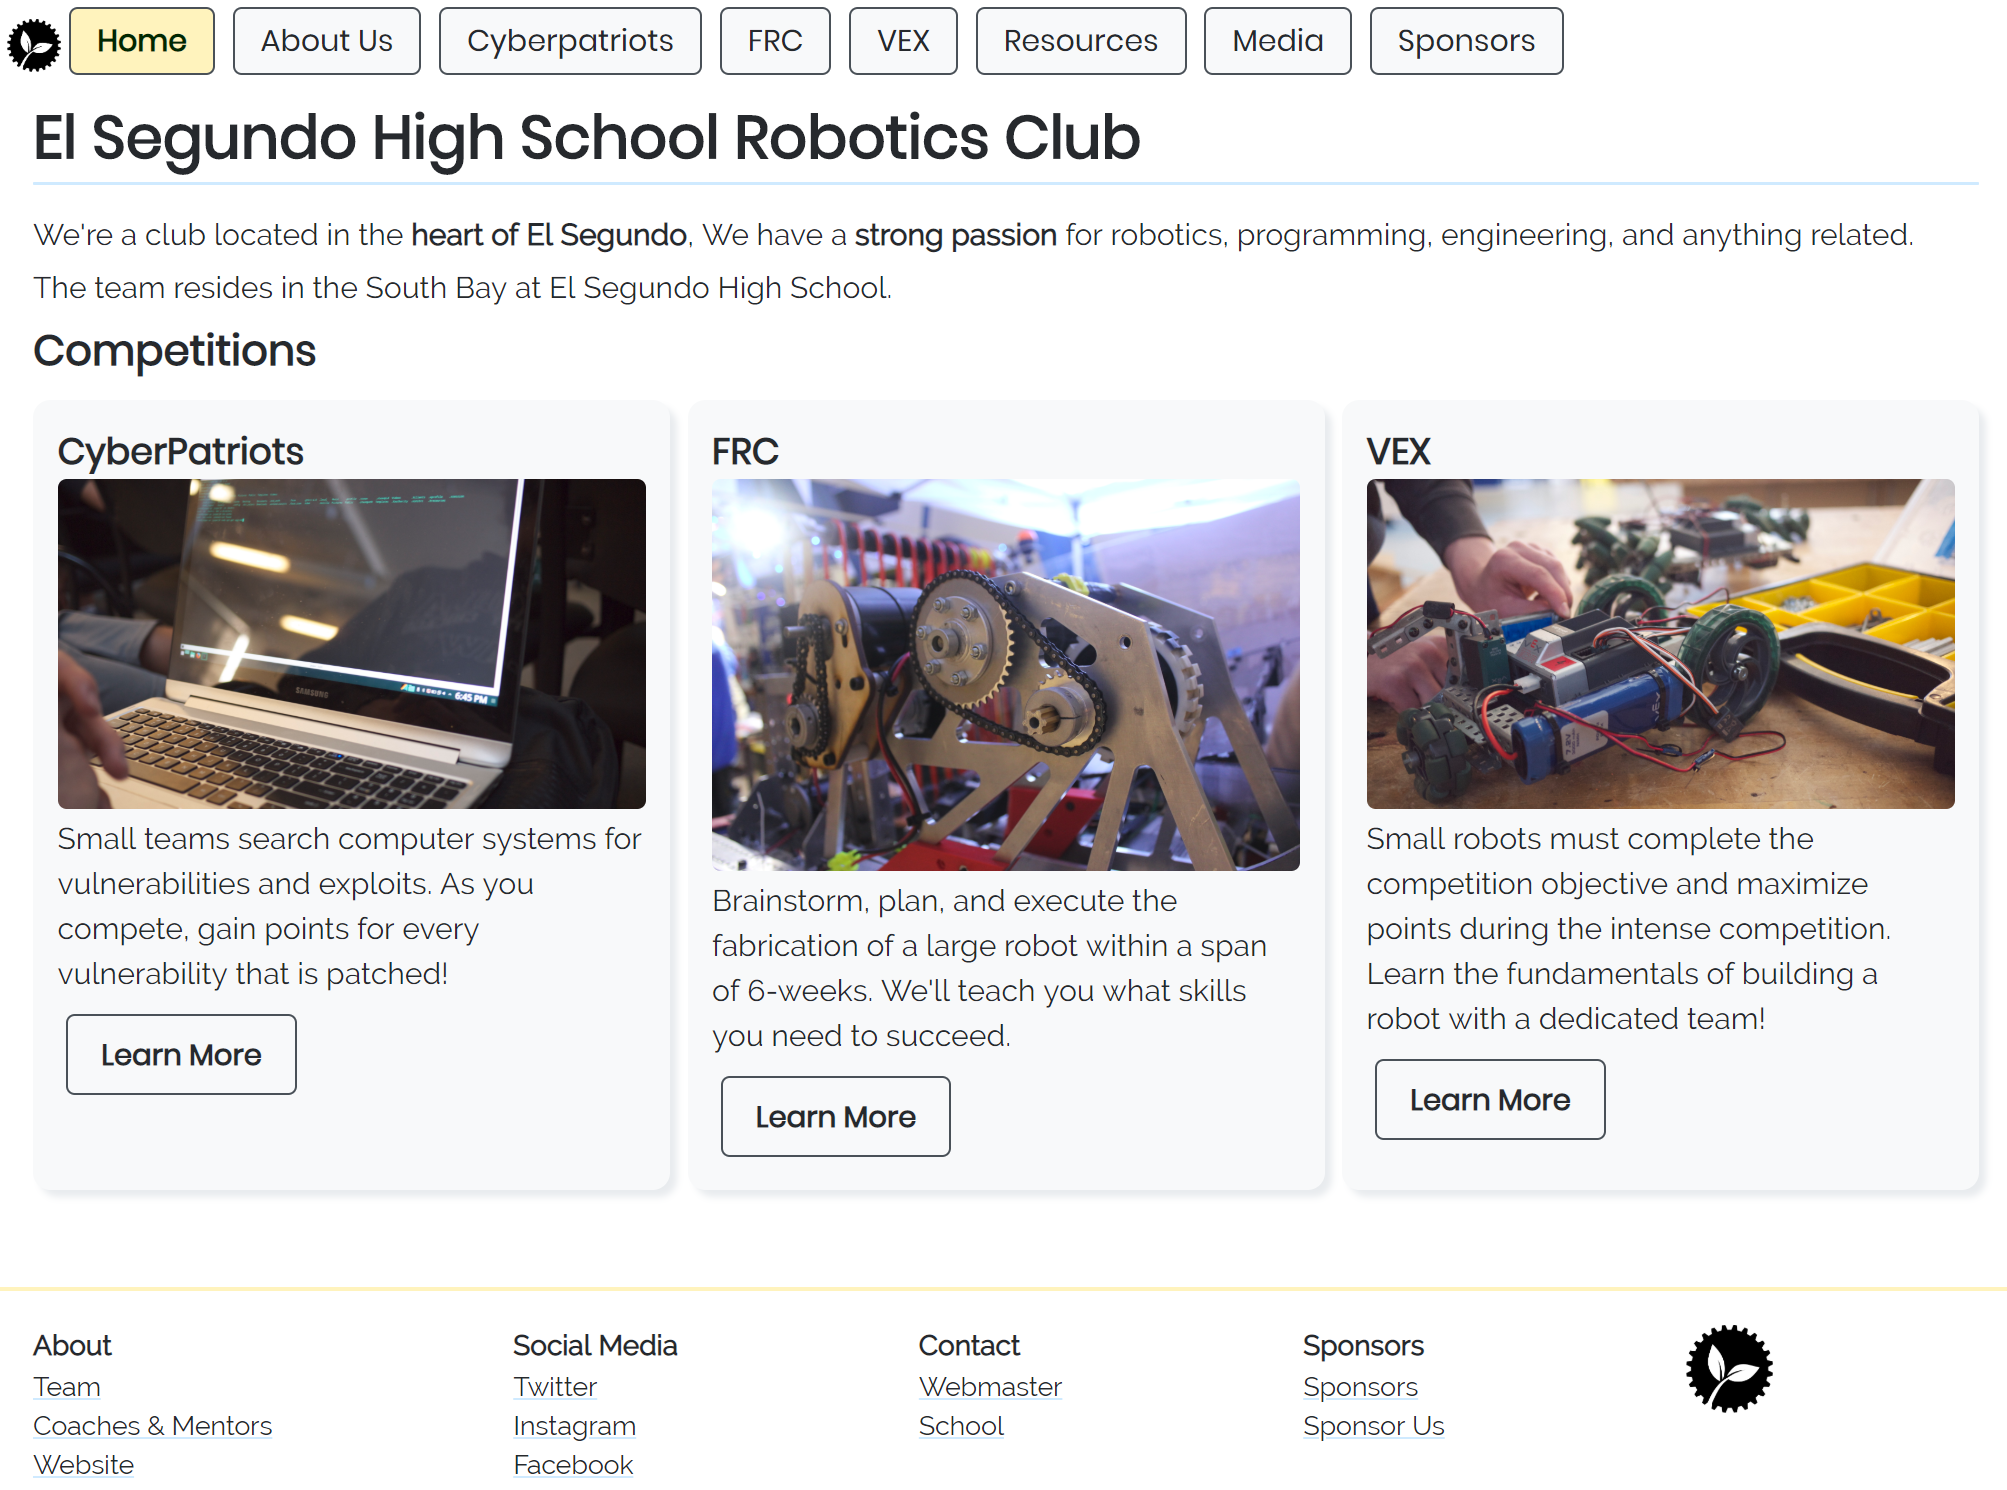 Home About Us Cyberpatriots FRC VEX Resources Media Sponsors
El Segundo High School Robotics Club
We're a club located in the heart of El Segundo, We have a strong passion for robotics, programming, engineering, and anything related.
The team resides in the South Bay at El Segundo High School.
Competitions
CyberPatriots
SAMSUNG
6:45 PM
Small teams search computer systems for
vulnerabilities and exploits. As you
compete, gain points for every
vulnerability that is patched!
Learn More
FRC
Brainstorm, plan, and execute the
fabrication of a large robot within a span
of 6-weeks. We'll teach you what skills
you need to succeed.
Learn More
VEX
Small robots must complete the
competition objective and maximize
points during the intense competition.
Learn the fundamentals of building a
robot with a dedicated team!
Learn More
About
Team
Coaches & Mentors
Website
Social Media
Twitter
Instagram
Facebook
Contact
Webmaster
School
Sponsors
Sponsors
Sponsor Us